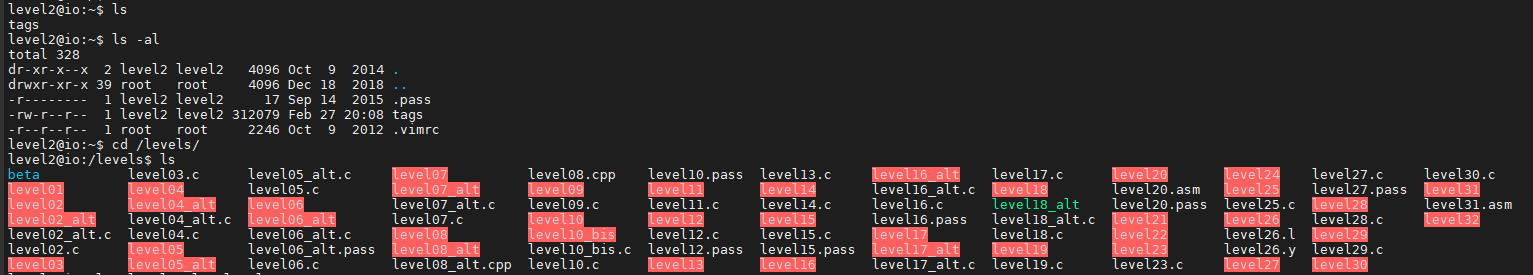 level2@io:~$ ls
tags
level2@io:~$ ls -al
total 328
dr-xr-x--x  2 level2 level2   4096 Oct  9  2014 .
drwxr-xr-x 39 root   root     4096 Dec 18  2018 ..
-r--------  1 level2 level2     17 Sep 14  2015 .pass
-rw-r--r--  1 level2 level2 312079 Feb 27 20:08 tags
-r--r--r--  1 root   root     2246 Oct  9  2012 .vimrc
level2@io:~$ cd /levels/
level2@io:/levels$ ls
beta level03.c level05_alt.c level07 level08.cpp level10.pass level13.c level16_alt level17.c level20 level24 level27.c level30.c
level01 level04 level05.c level07_alt level09 level11 level14 level16_alt.c level18 level20.asm level25 level27.pass level31
level02 level04_alt level06 level07_alt.c level09.c level11.c level14.c level16.c level18_alt level20.pass level25.c level28 level31.asm
level02_alt level04_alt.c level06_alt level07.c level10 level12 level15 level16.pass level18_alt.c level21 level26 level28.c level32
level02_alt.c level04.c level06_alt.c level08 level10_bis level12.c level15.c level17 level18.c level22 level26.l level29
level02.c level05 level06_alt.pass level08_alt level10_bis.c level12.pass level15.pass level17_alt level19 level23 level26.y level29.c
level03 level05_alt level06.c level08_alt.cpp level10.c level13 level16 level17_alt.c level19.c level23.c level27 level30